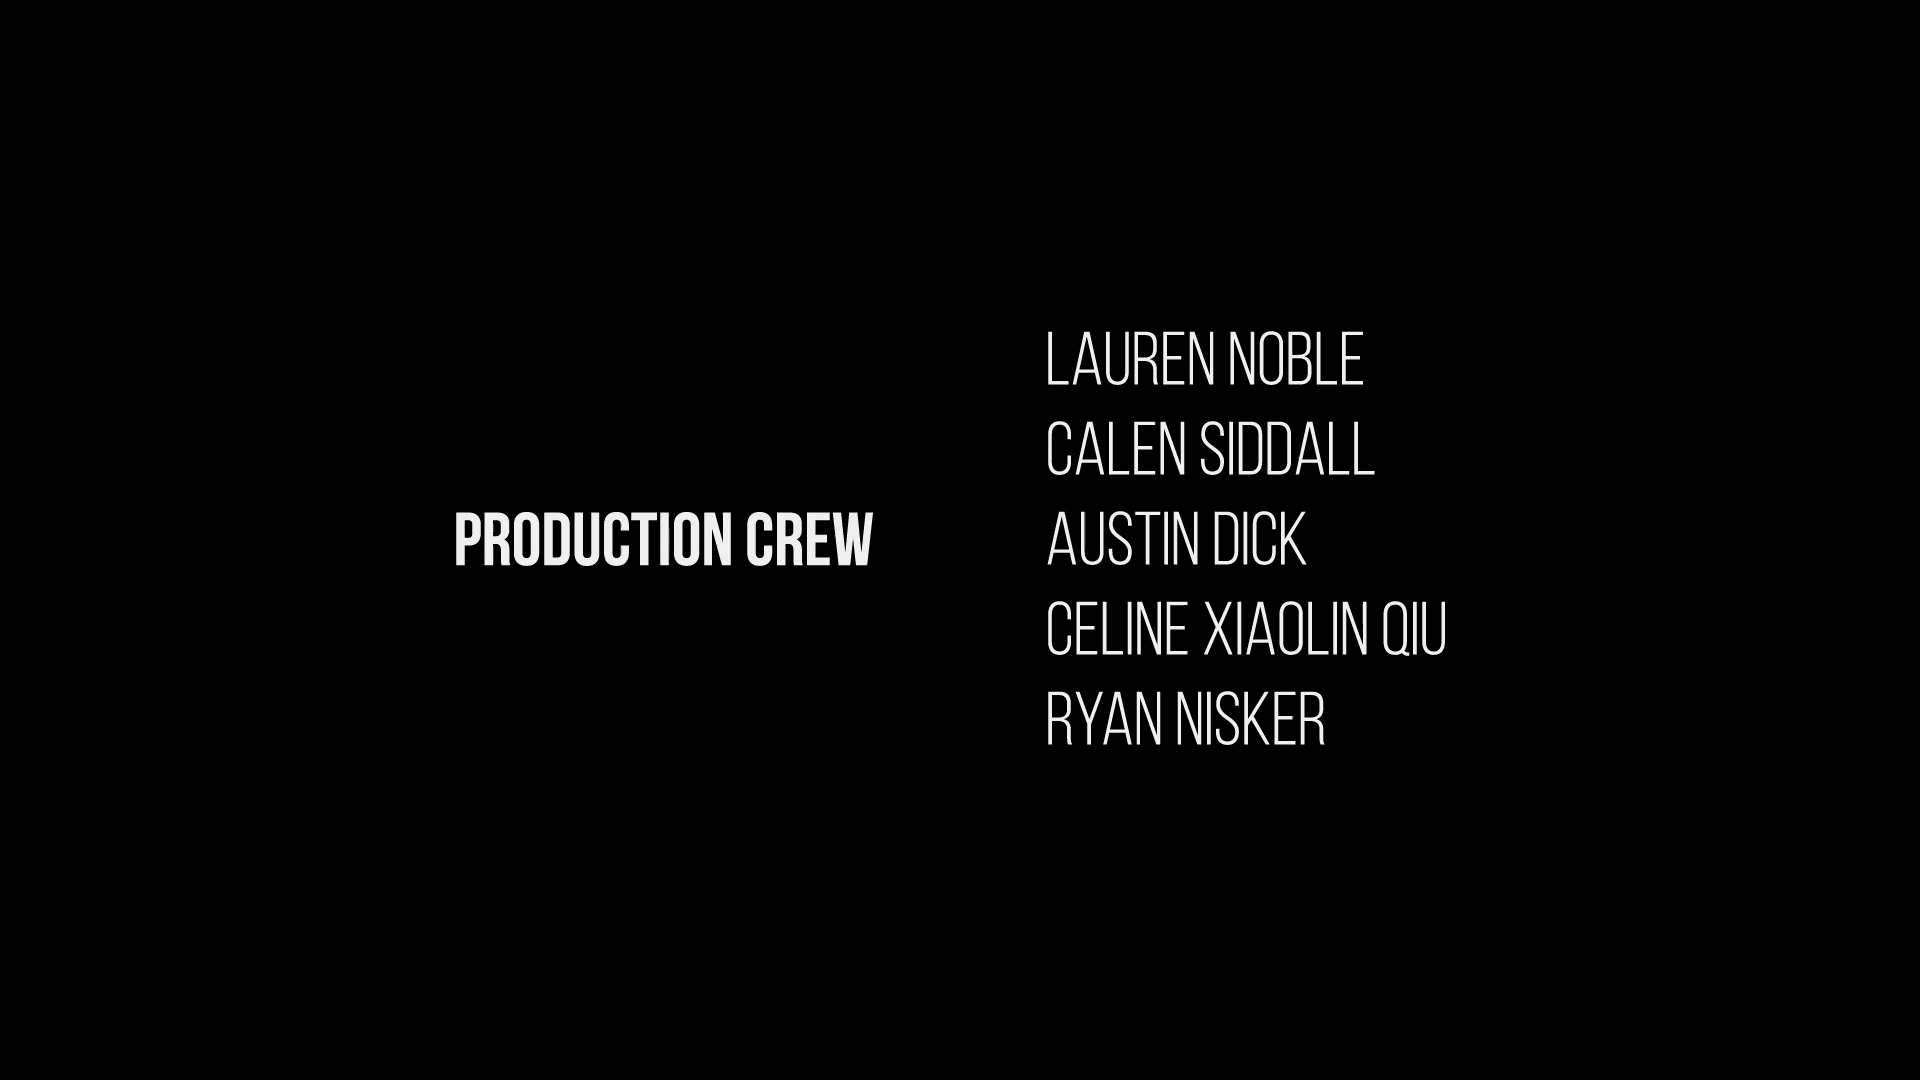 PRODUCTION CREW
LAUREN NOBLE
CALEN SIDDALL
AUSTIN DICK
CELINE XIAOLIN QIU
RYAN NISKER